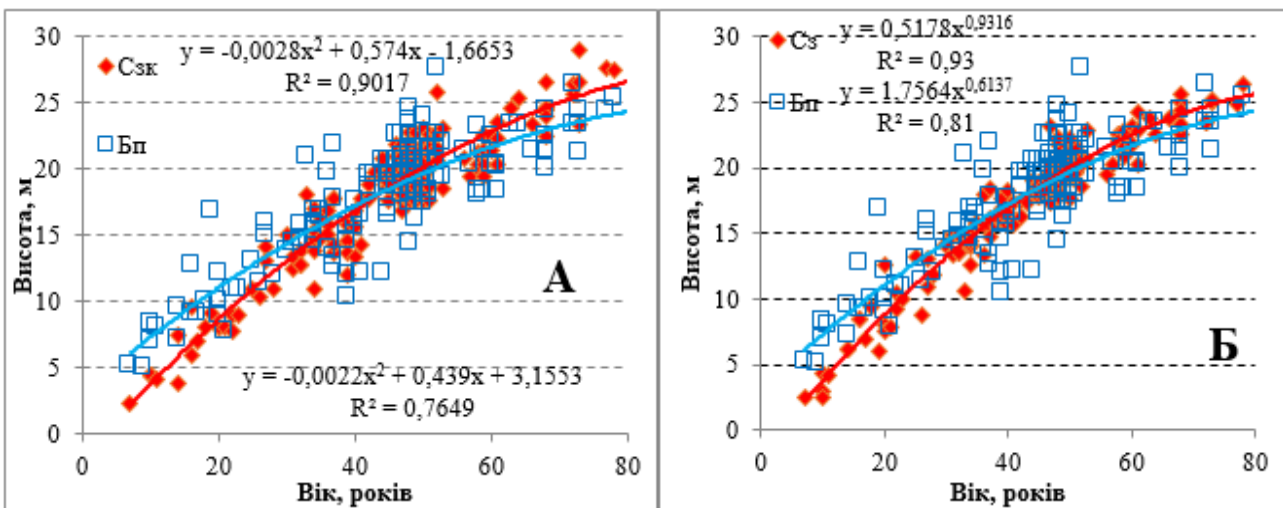 30
25
20
15
10
5
0
Висота, м
Сзк
Бп
y = -0,0028x² + 0,574x - 1,6653
R² = 0,9017
А
y = -0,0022x² + 0,439x + 3,1553
R² = 0,7649
0 20 40 60 80
Вік, років
30
25
20
15
10
5
0
Висота, м
Сз
y = 0,5178x^0,9316
R² = 0,93
Бп
y = 1,7564x^0,6137
R² = 0,81
Б
0 20 40 60 80
Вік, років